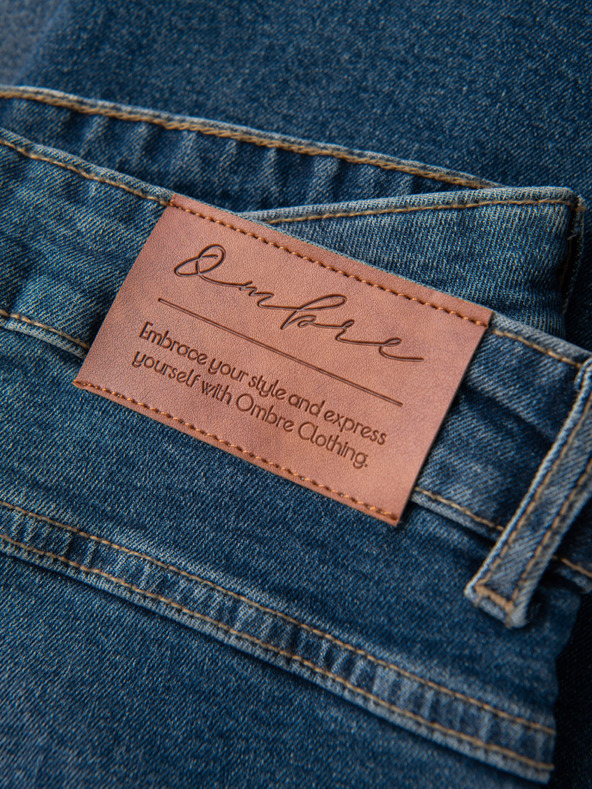 Ombre
Embrace your style and express
yourself with Ombre Clothing.